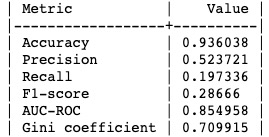 | Metric | Value |
|------------------+----------|
| Accuracy | 0.936038
| Precision | 0.523721
| Recall | 0.197336
| F1-score | 0.28666
| AUC-ROC | 0.854958
| Gini coefficient | 0.709915